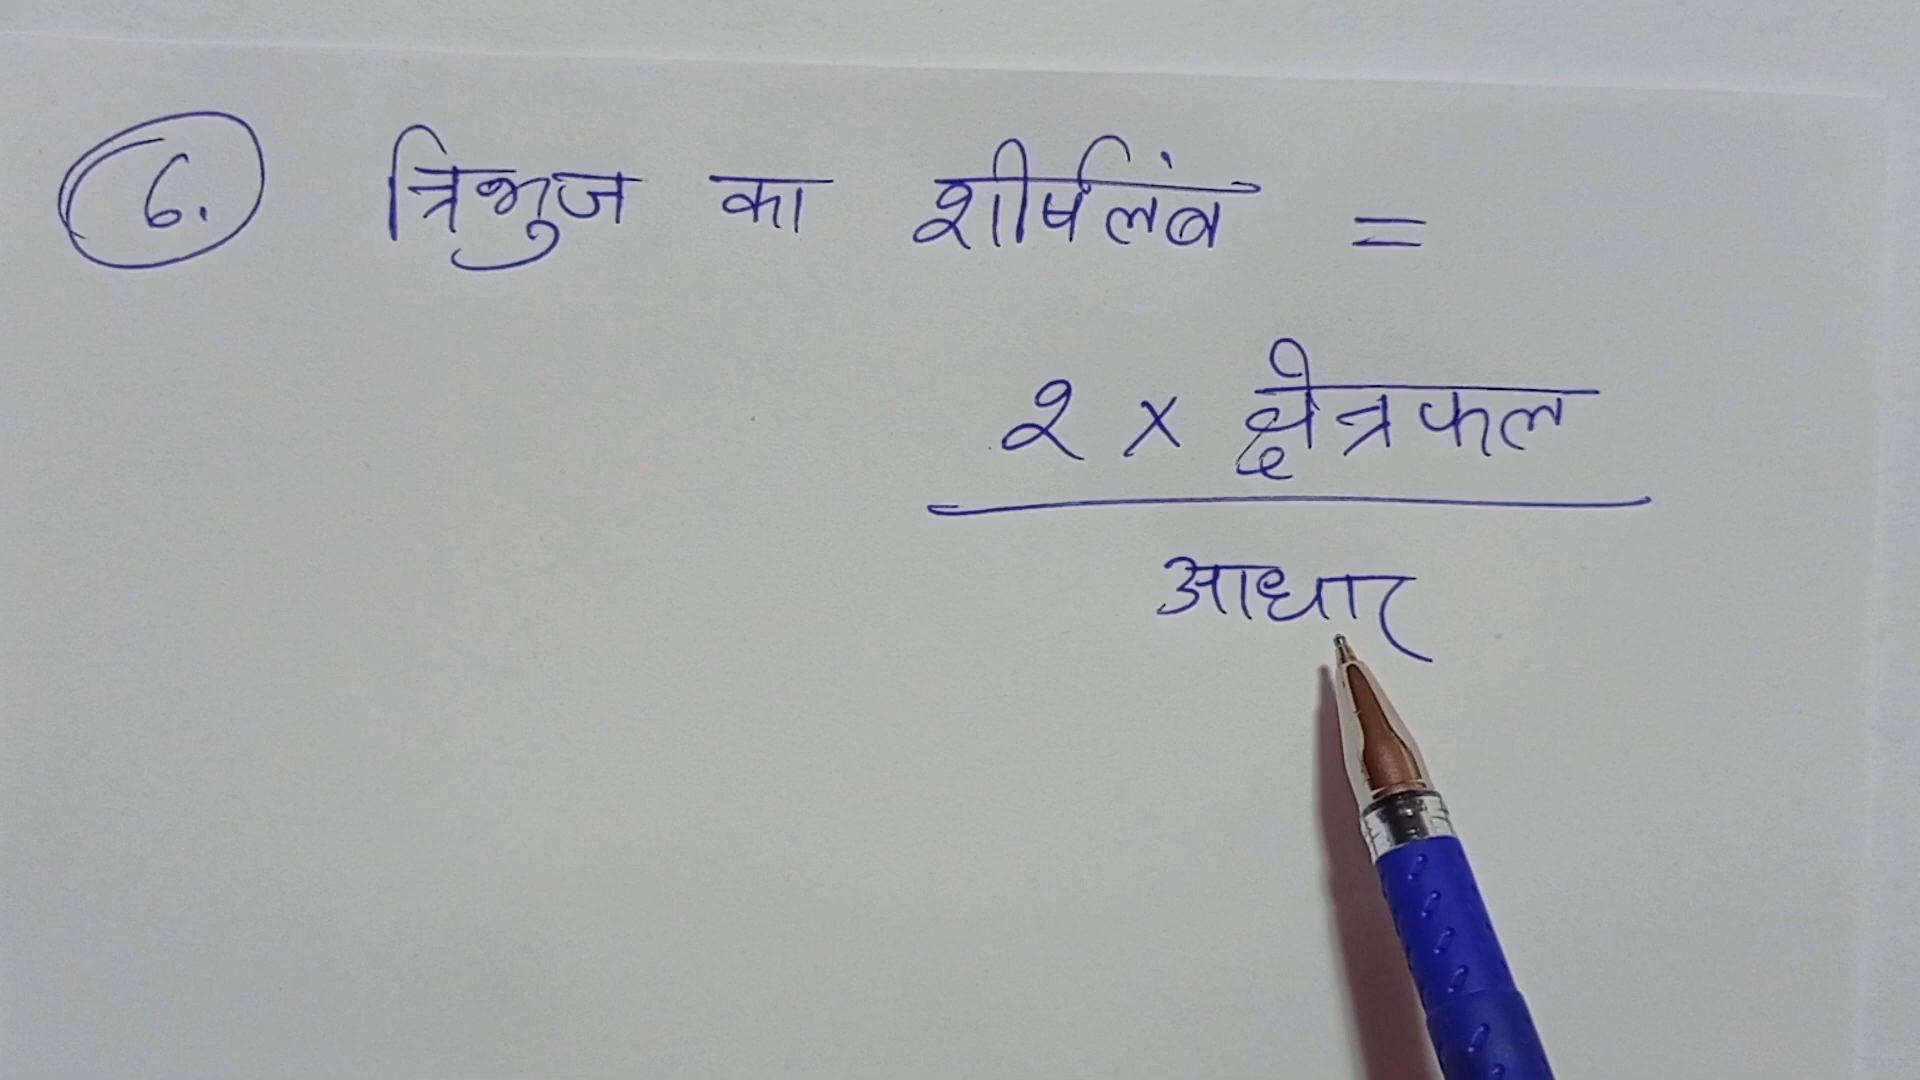 6. त्रिभुज का शीर्षलंब =
2 x क्षेत्रफल
आधार